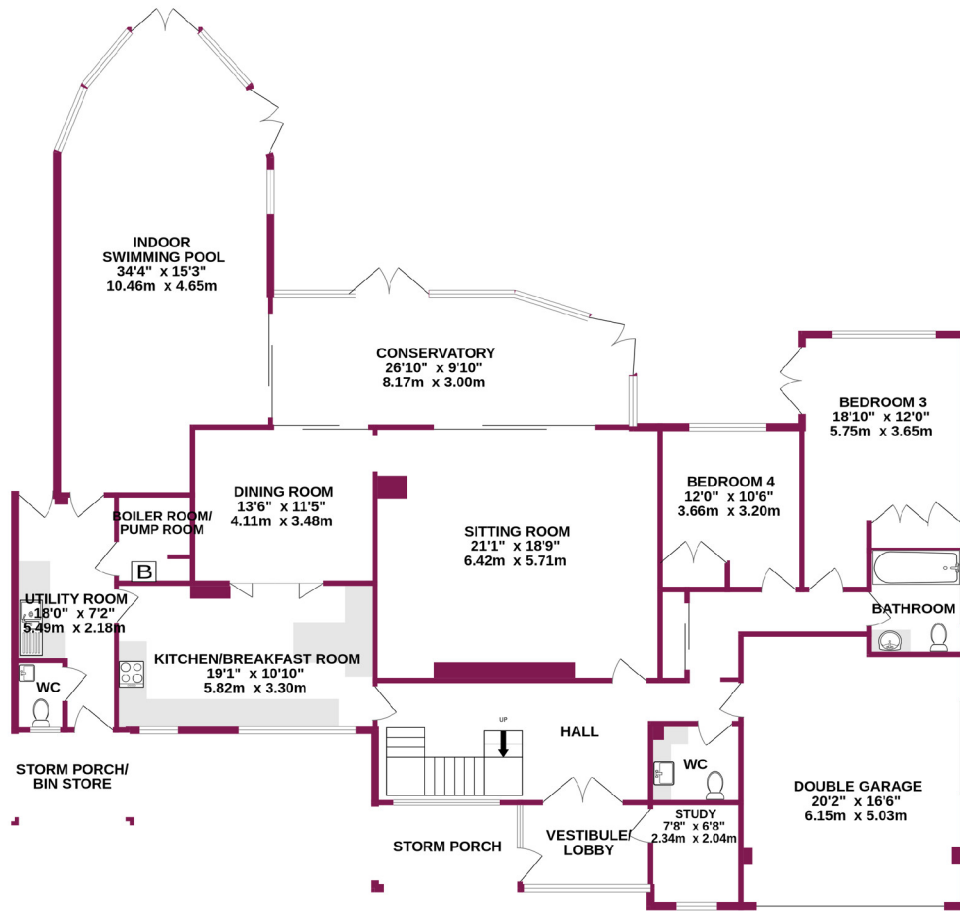 INDOOR
SWIMMING POOL
34'4" x 15'3"
10.46m x 4.65m
CONSERVATORY
26'10" x 9'10"
8.17m x 3.00m
BEDROOM 3
18'10" x 12'0"
5.75m x 3.65m
DINING ROOM
13'6" x 11'5"
4.11m x 3.48m
BEDROOM 4
12'0" x 10'6"
3.66m x 3.20m
SITTING ROOM
21'1" x 18'9"
6.42m x 5.71m
BOILER ROOM/
PUMP ROOM
B
UTILITY ROOM
18'0" x 7'2"
5.49m x 2.18m
BATHROOM
KITCHEN/BREAKFAST ROOM
19'1" x 10'10"
5.82m x 3.30m
WC
UP
HALL
WC
STORM PORCH/
BIN STORE
DOUBLE GARAGE
20'2" x 16'6"
6.15m x 5.03m
STUDY
7'8" x 6'8"
2.34m x 2.04m
VESTIBULE/
LOBBY
STORM PORCH